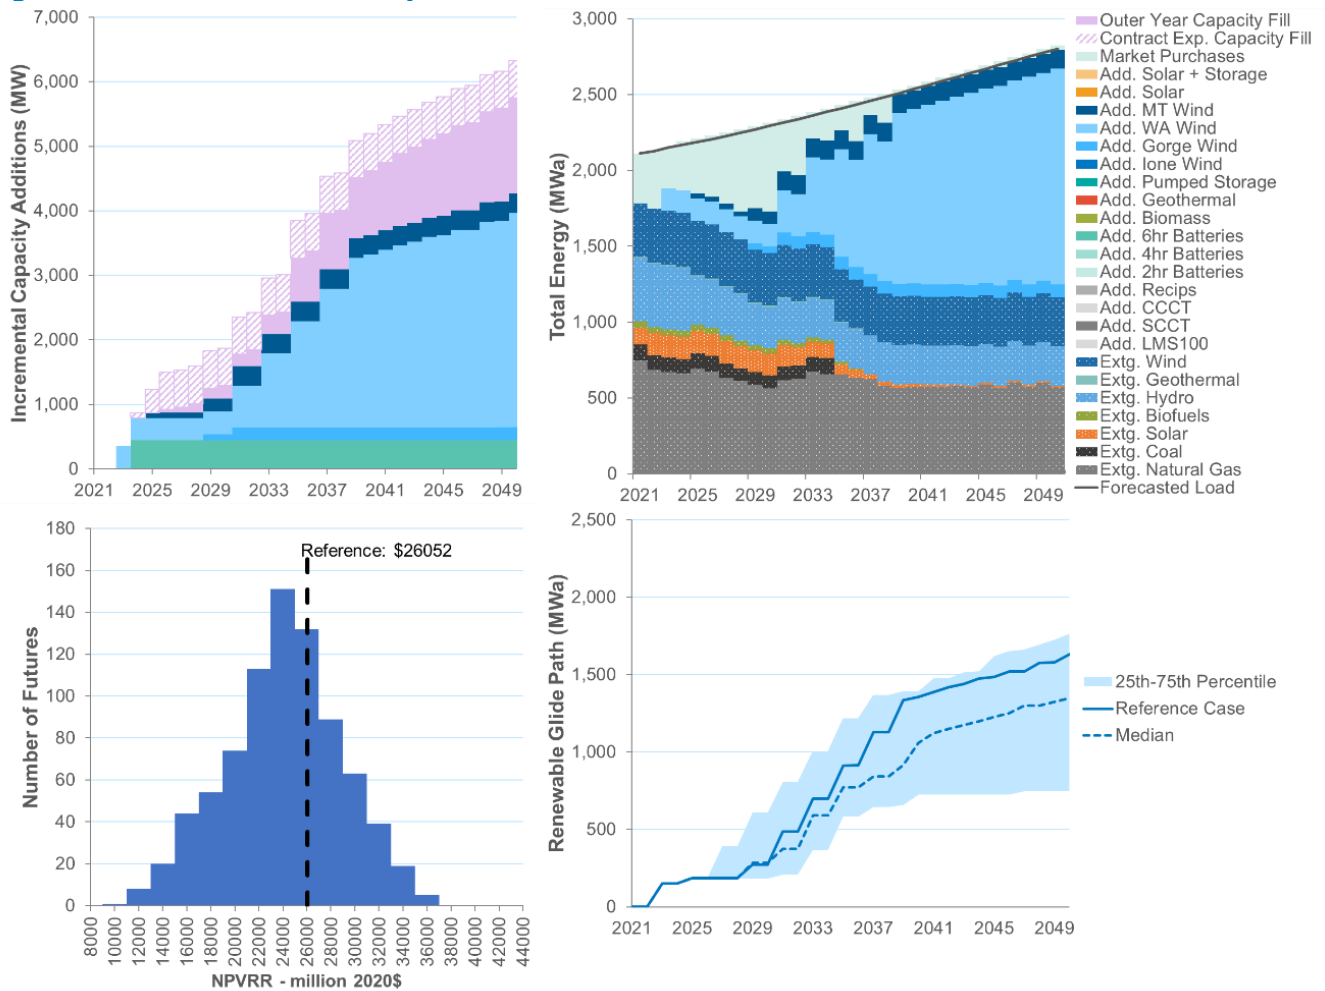 7,000
6,000
5,000
4,000
3,000
2,000
1,000
0
Incremental Capacity Additions (MW)
2021 2025 2029 2033 2037 2041 2045 2049
3,000
2,500
2,000
1,500
1,000
500
0
Total Energy (MWa)
2021 2025 2029 2033 2037 2041 2045 2049
Outer Year Capacity Fill
Contract Exp. Capacity Fill
Market Purchases
Add. Solar + Storage
Add. Solar
Add. MT Wind
Add. WA Wind
Add. Gorge Wind
Add. Ione Wind
Add. Pumped Storage
Add. Geothermal
Add. Biomass
Add. 6hr Batteries
Add. 4hr Batteries
Add. 2hr Batteries
Add. Recips
Add. CCCT
Add. SCCT
Add. LMS100
Extg. Wind
Extg. Geothermal
Extg. Hydro
Extg. Biofuels
Extg. Solar
Extg. Coal
Extg. Natural Gas
Forecasted Load
180
160
140
120
100
80
60
40
20
0
Number of Futures
Reference: $26052
8000 10000 12000 14000 16000 18000 20000 22000 24000 26000 28000 30000 32000 34000 36000 38000 40000 42000 44000
NPVRR - million 2020$
2,500
2,000
1,500
1,000
500
0
Renewable Glide Path (MWa)
2021 2025 2029 2033 2037 2041 2045 2049
25th-75th Percentile
Reference Case
Median